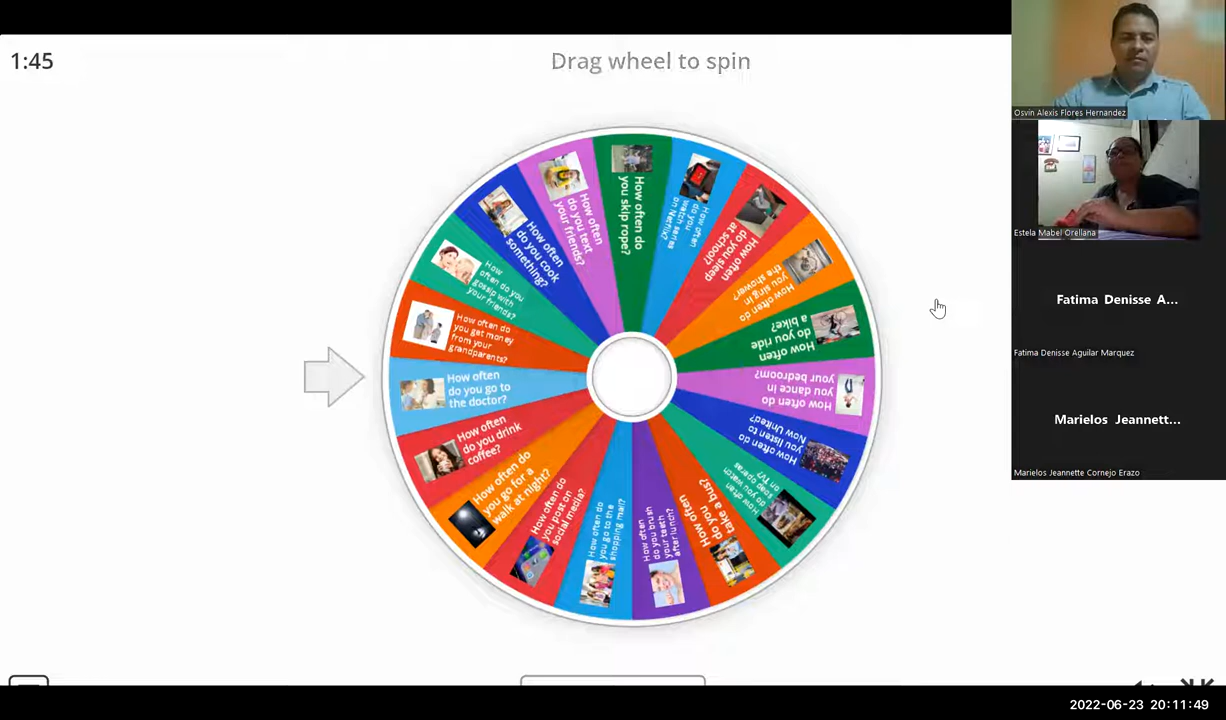 1:45
Drag wheel to spin
How often do
you skip rope?
How often
do you
watch series
on Netflix?
How often
do you sleep
at school?
How often do
you sing in
the shower?
How often
do you ride
a bike?
How often do
you dance in
your bedroom?
How often do
you listen to
Now United?
How often
do you watch
soap operas
on TV?
How often
do you
take a bus?
How often
do you brush
your teeth
after lunch?
How often do
you go to the
shopping mall?
How often do
you post on
social media?
How often do
you go for a
walk at night?
How often
do you drink
coffee?
How often
do you go to
the doctor?
How often do
you get money
from your
grandparents?
How
often do you
gossip with
your friends?
How often
do you cook
something?
How often
do you text
your friends?
Osvin Alexis Flores Hernandez
Estela Mabel Orellana
Fatima Denisse A...
Fatima Denisse Aguilar Marquez
Marielos Jeannett...
Marielos Jeannette Cornejo Erazo
2022-06-23 20:11:49